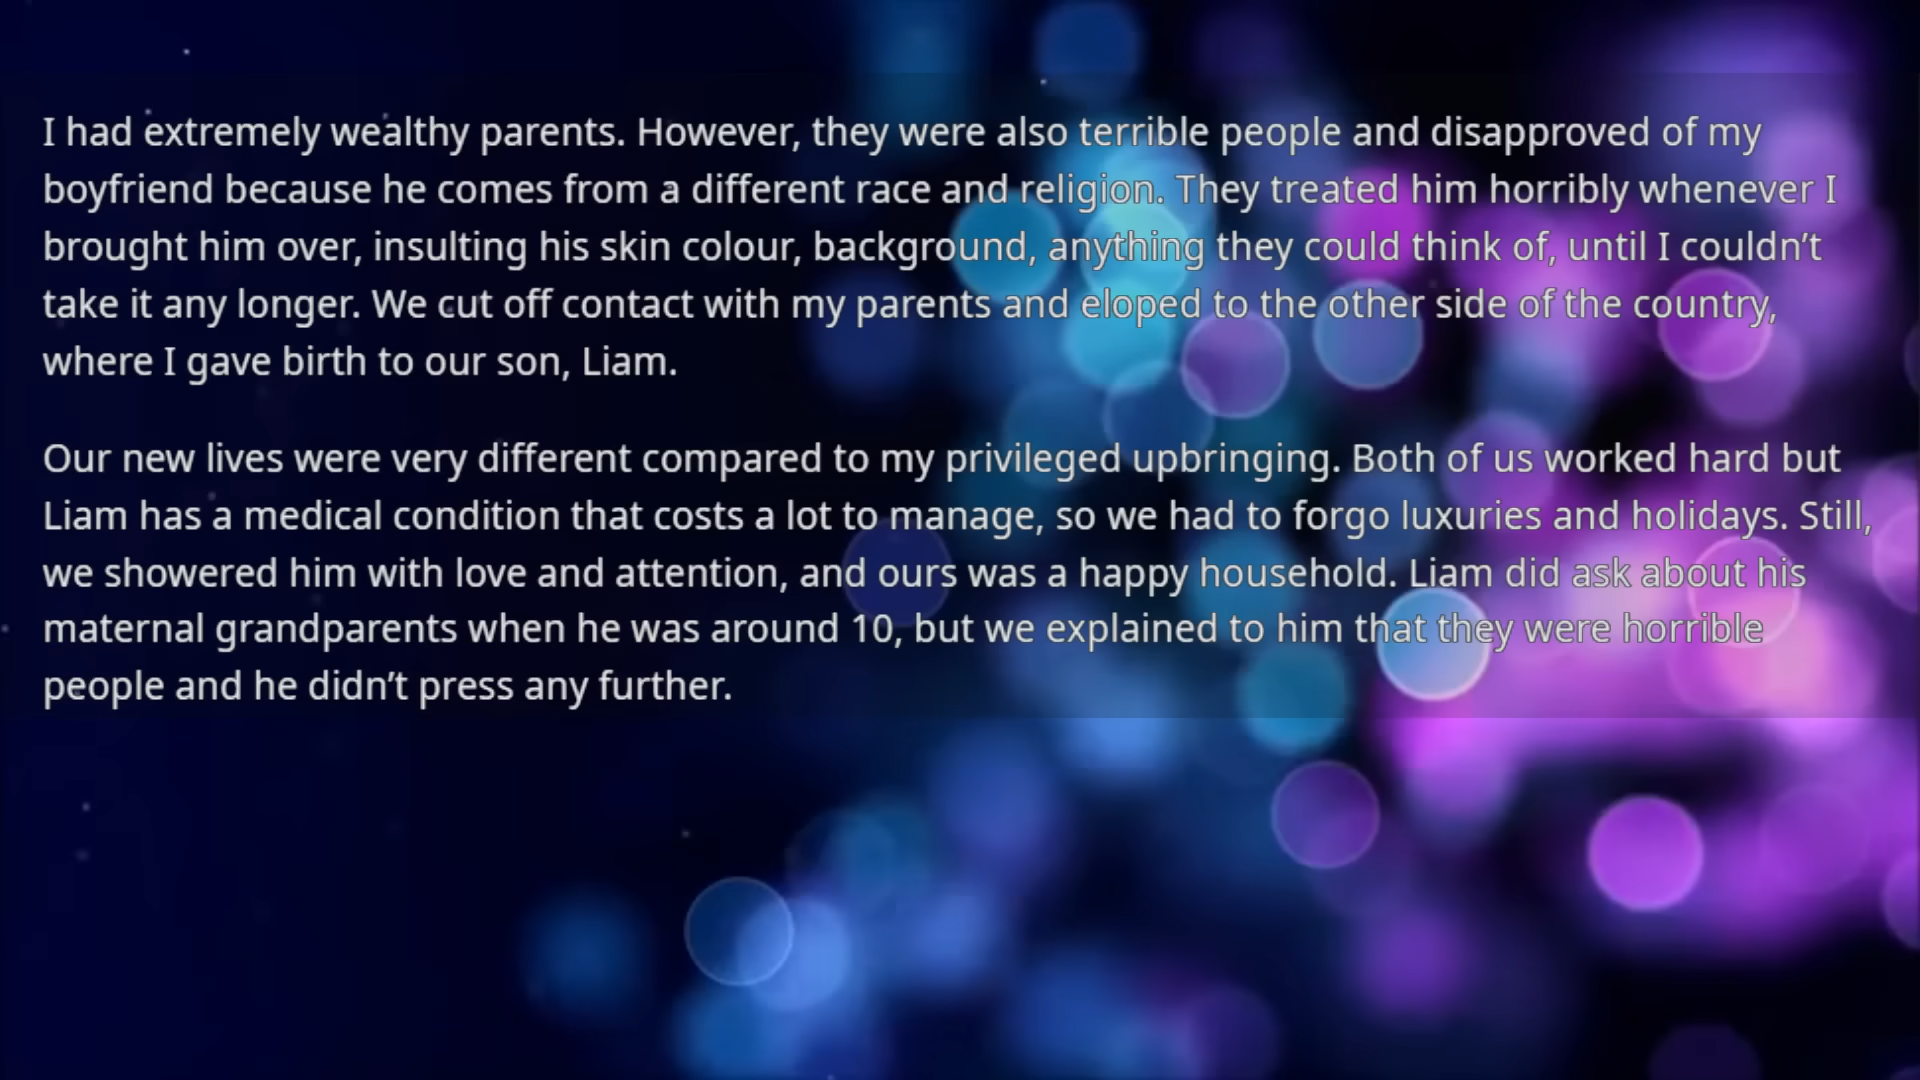 I had extremely wealthy parents. However, they were also terrible people and disapproved of my
boyfriend because he comes from a different race and religion. They treated him horribly whenever I
brought him over, insulting his skin colour, background, anything they could think of, until I couldn’t
take it any longer. We cut off contact with my parents and eloped to the other side of the country,
where I gave birth to our son, Liam.
Our new lives were very different compared to my privileged upbringing. Both of us worked hard but
Liam has a medical condition that costs a lot to manage, so we had to forgo luxuries and holidays. Still,
we showered him with love and attention, and ours was a happy household. Liam did ask about his
maternal grandparents when he was around 10, but we explained to him that they were horrible
people and he didn’t press any further.